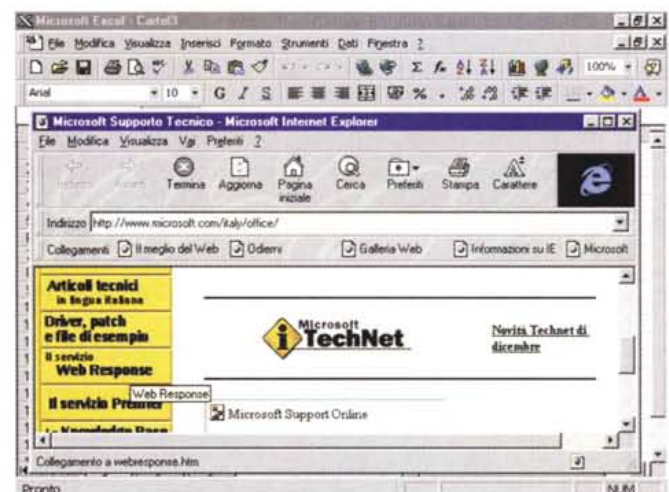 Microsoft Excel - Cartel3
File Modifica Visualizza Inserisci Formato Strumenti Dati Finestra ?
100%
Arial 10 G I S
Microsoft Supporto Tecnico - Microsoft Internet Explorer
File Modifica Visualizza Vai Preferiti ?
Indietro Avanti Termina Aggiorna Pagina iniziale Cerca Preferiti Stampa Carattere
Indirizzo http://www.microsoft.com/italy/office/
Collegamenti Il meglio del Web Odierni Galleria Web Informazioni su IE Microsoft
Articoli tecnici
in lingua italiana
Driver, patch
e file di esempio
Il servizio
Web Response
Web Response
Il servizio Premier
Knowledge Base
Microsoft
TechNet
Novità Technet di
dicembre
Microsoft Support Online
Collegamento a webresponse.htm
Pronto NUM